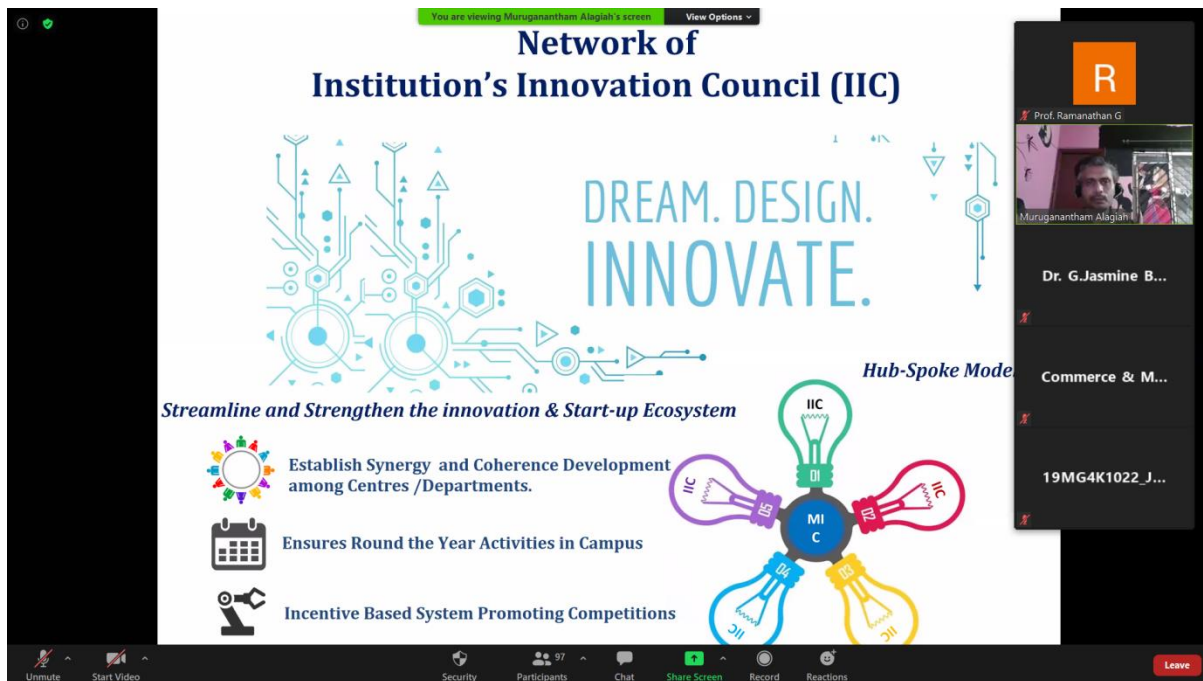 You are viewing Muruganantham Alagiah's screen
View Options
Network of
Institution's Innovation Council (IIC)
DREAM. DESIGN.
INNOVATE.
Hub-Spoke Mode
Streamline and Strengthen the innovation & Start-up Ecosystem
Establish Synergy and Coherence Development
among Centres /Departments.
Ensures Round the Year Activities in Campus
Incentive Based System Promoting Competitions
IIC
01
IIC
02
IIC
03
IIC
04
IIC
05
MI
C
R
Prof. Ramanathan G
Muruganantham Alagiah
Dr. G.Jasmine B...
Commerce & M...
19MG4K1022_J...
Unmute
Start Video
Security
Participants
97
Chat
Share Screen
Record
Reactions
Leave